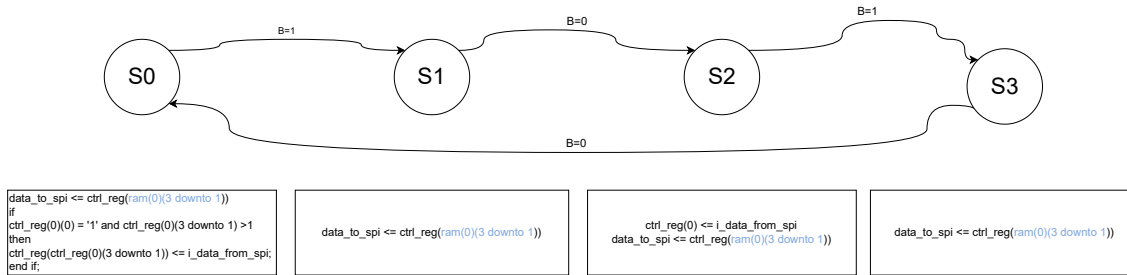 B=1
B=0
B=1
S0
S1
S2
S3
B=0
data_to_spi <= ctrl_reg(ram(0)(3 downto 1))
if
ctrl_reg(0)(0) = '1' and ctrl_reg(0)(3 downto 1) >1
then
ctrl_reg(ctrl_reg(0)(3 downto 1)) <= i_data_from_spi;
end if;
data_to_spi <= ctrl_reg(ram(0)(3 downto 1))
ctrl_reg(0) <= i_data_from_spi
data_to_spi <= ctrl_reg(ram(0)(3 downto 1))
data_to_spi <= ctrl_reg(ram(0)(3 downto 1))